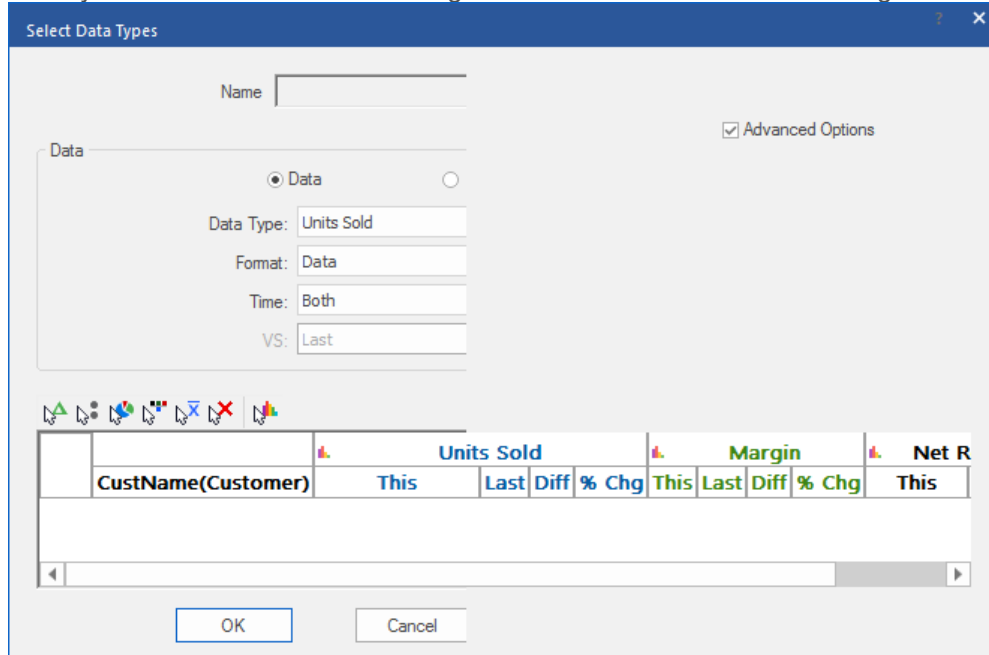 Select Data Types
?
Name
Advanced Options
Data
Data
Data Type: Units Sold
Format: Data
Time: Both
VS: Last
Units Sold Margin Net R
CustName(Customer) This Last Diff % Chg This Last Diff % Chg This
OK Cancel